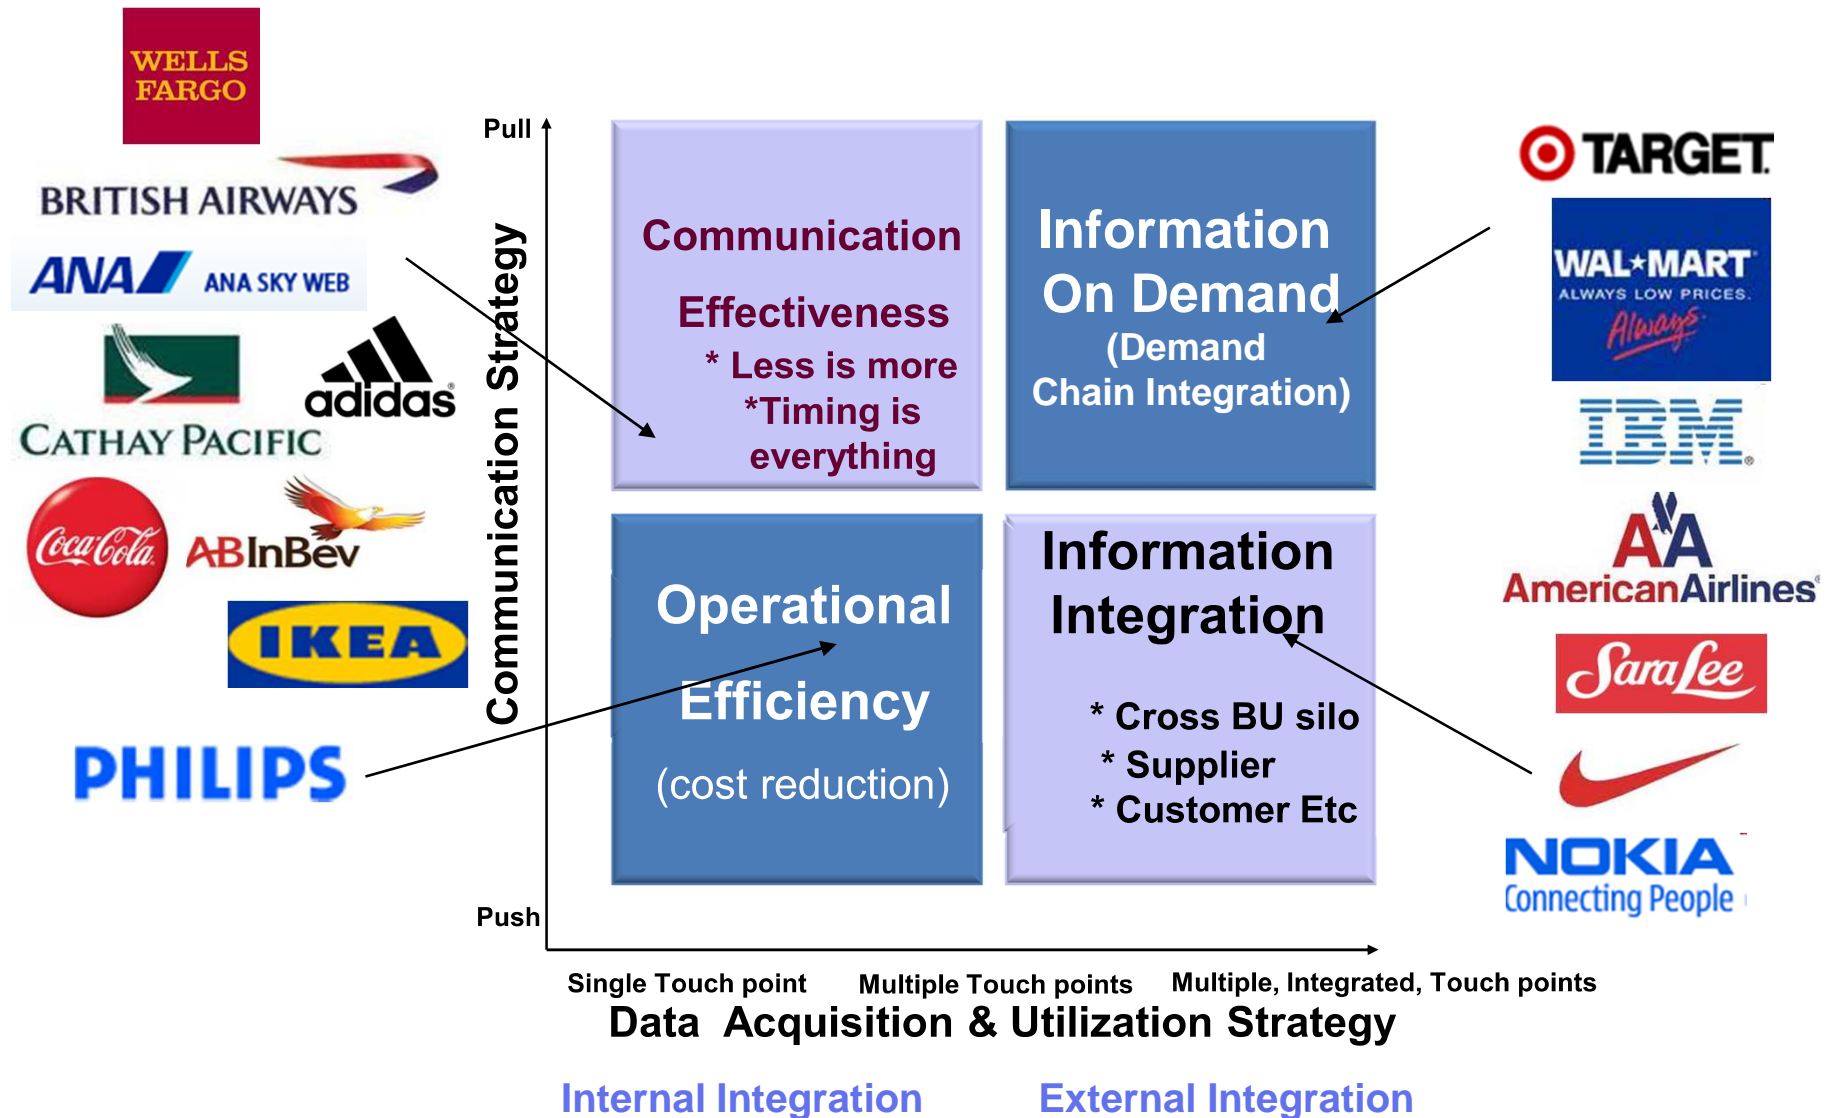 WELLS
FARGO
BRITISH AIRWAYS
ANA ANA SKY WEB
adidas®
CATHAY PACIFIC
Coca-Cola
ABInBev
IKEA
PHILIPS
Pull
Communication Strategy
Push
Communication
Effectiveness
* Less is more
*Timing is
everything
Information
On Demand
(Demand
Chain Integration)
Operational
Efficiency
(cost reduction)
Information
Integration
* Cross BU silo
* Supplier
* Customer Etc
Single Touch point Multiple Touch points Multiple, Integrated, Touch points
Data Acquisition & Utilization Strategy
Internal Integration External Integration
TARGET.
WAL★MART®
ALWAYS LOW PRICES.
Always.
IBM®
AA
AmericanAirlines®
Sara Lee
NOKIA
Connecting People